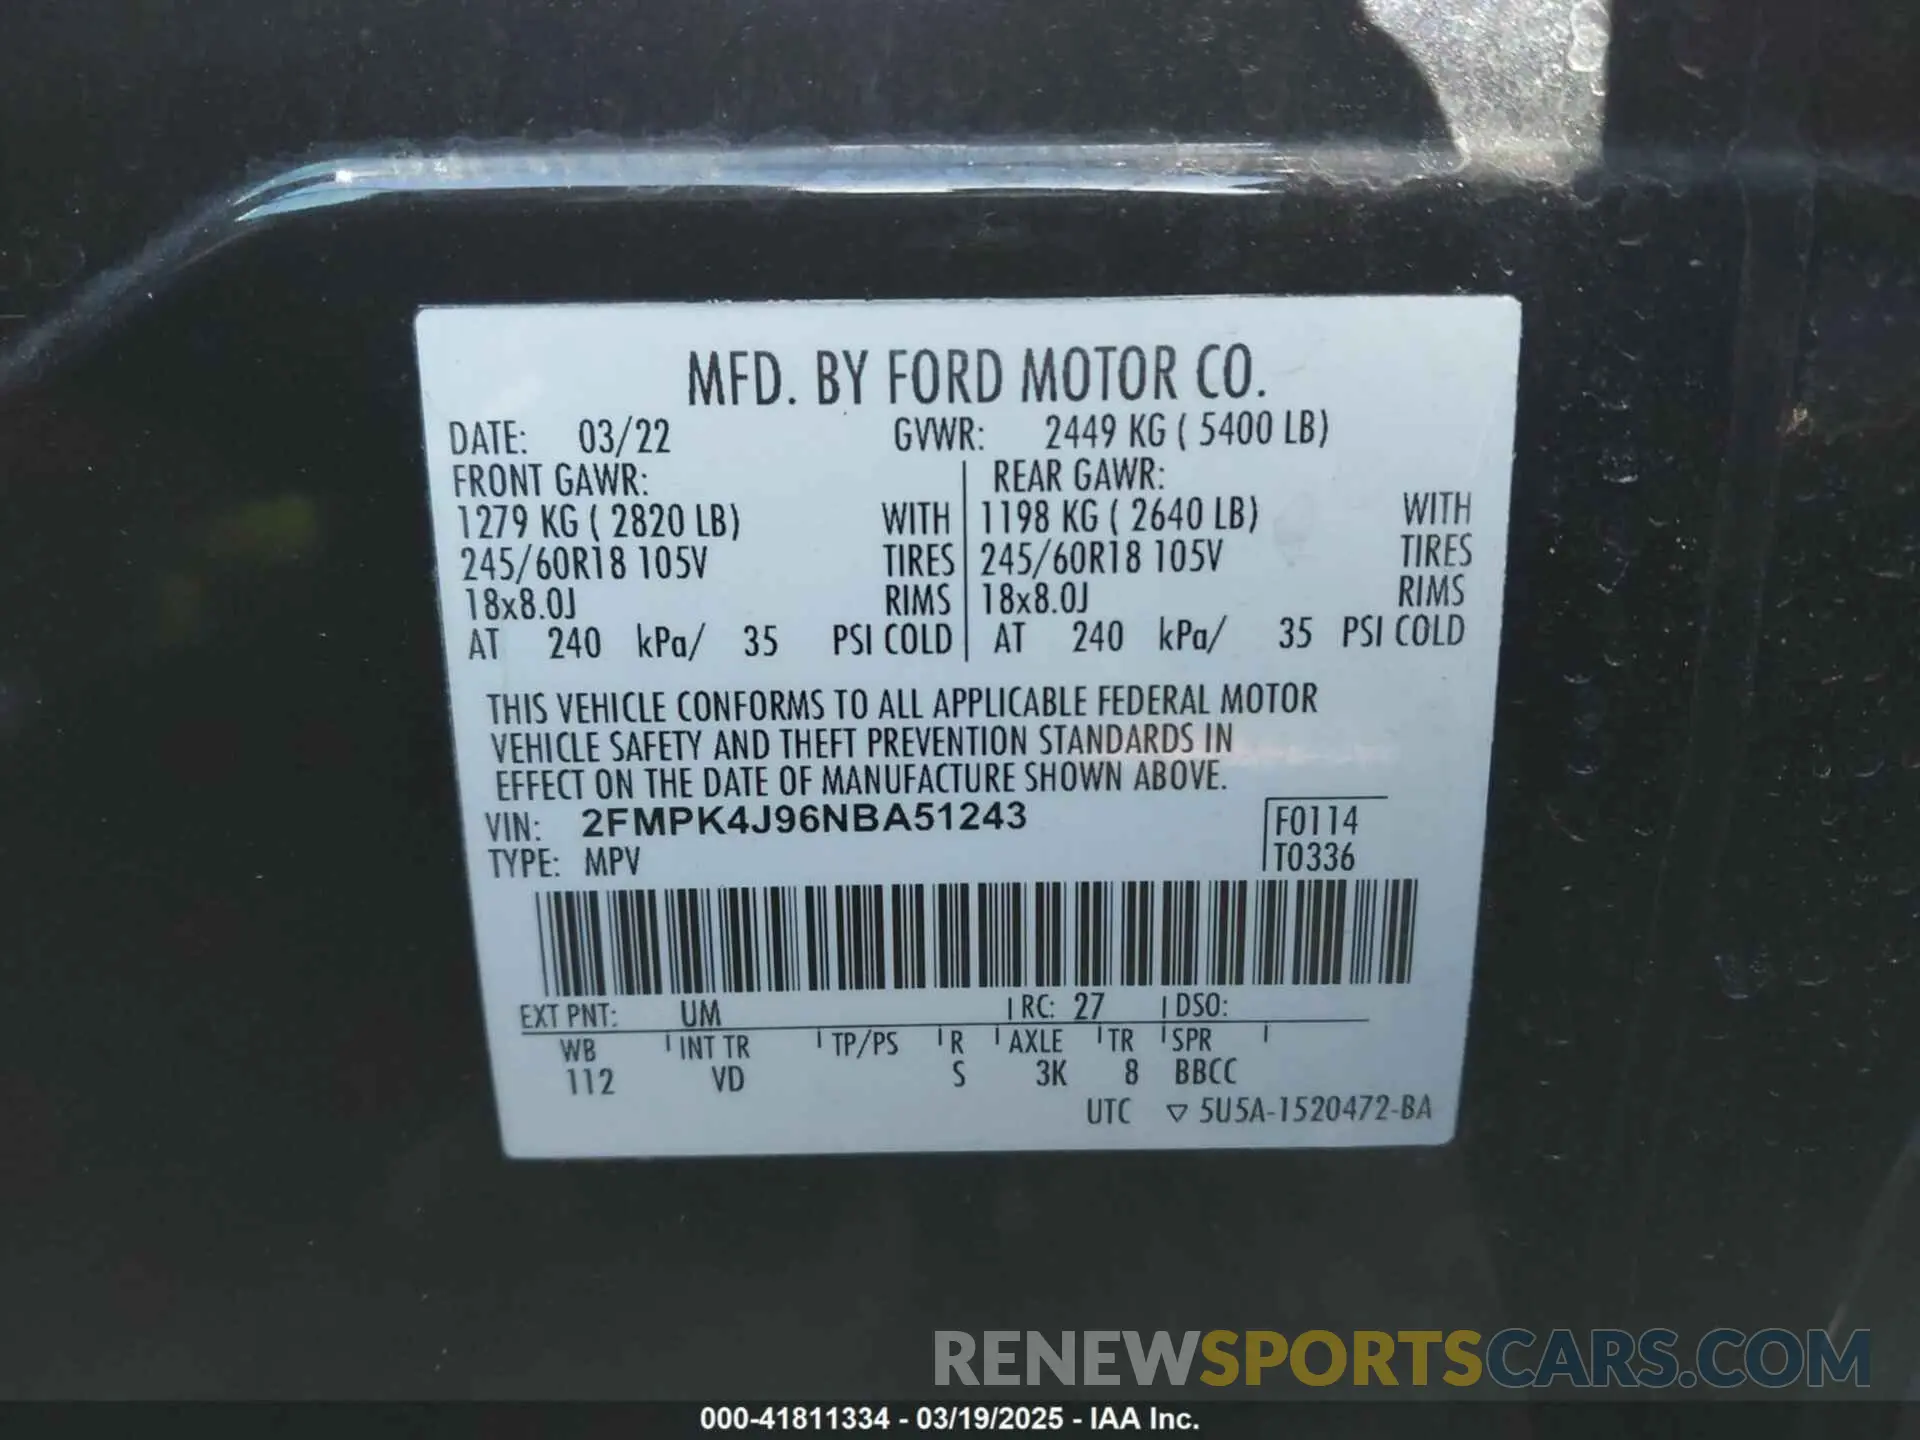 MFD. BY FORD MOTOR CO.
DATE: 03/22 GVWR: 2449 KG ( 5400 LB)
FRONT GAWR: REAR GAWR:
1279 KG ( 2820 LB) WITH 1198 KG ( 2640 LB) WITH
245/60R18 105V TIRES 245/60R18 105V TIRES
18x8.0J RIMS 18x8.0J RIMS
AT 240 kPa/ 35 PSI COLD AT 240 kPa/ 35 PSI COLD
THIS VEHICLE CONFORMS TO ALL APPLICABLE FEDERAL MOTOR
VEHICLE SAFETY AND THEFT PREVENTION STANDARDS IN
EFFECT ON THE DATE OF MANUFACTURE SHOWN ABOVE.
VIN: 2FMPK4J96NBA51243 F0114
TYPE: MPV T0336
EXT PNT: UM RC: 27 DSO:
WB INT TR TP/PS R AXLE TR SPR
112 VD S 3K 8 BBCC
UTC ▽ 5U5A-1520472-BA
RENEWSPORTSCARS.COM
000-41811334 - 03/19/2025 - IAA Inc.